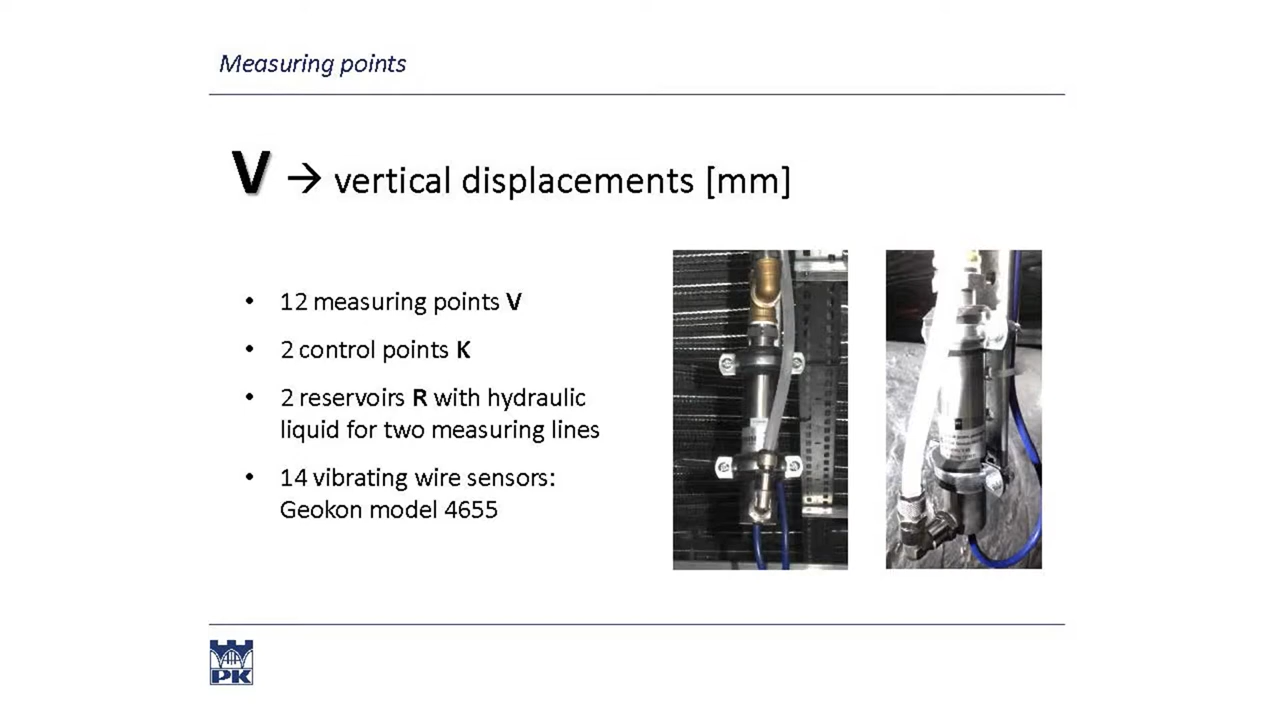 Measuring points
V → vertical displacements [mm]
• 12 measuring points V
• 2 control points K
• 2 reservoirs R with hydraulic
liquid for two measuring lines
• 14 vibrating wire sensors:
Geokon model 4655
PK